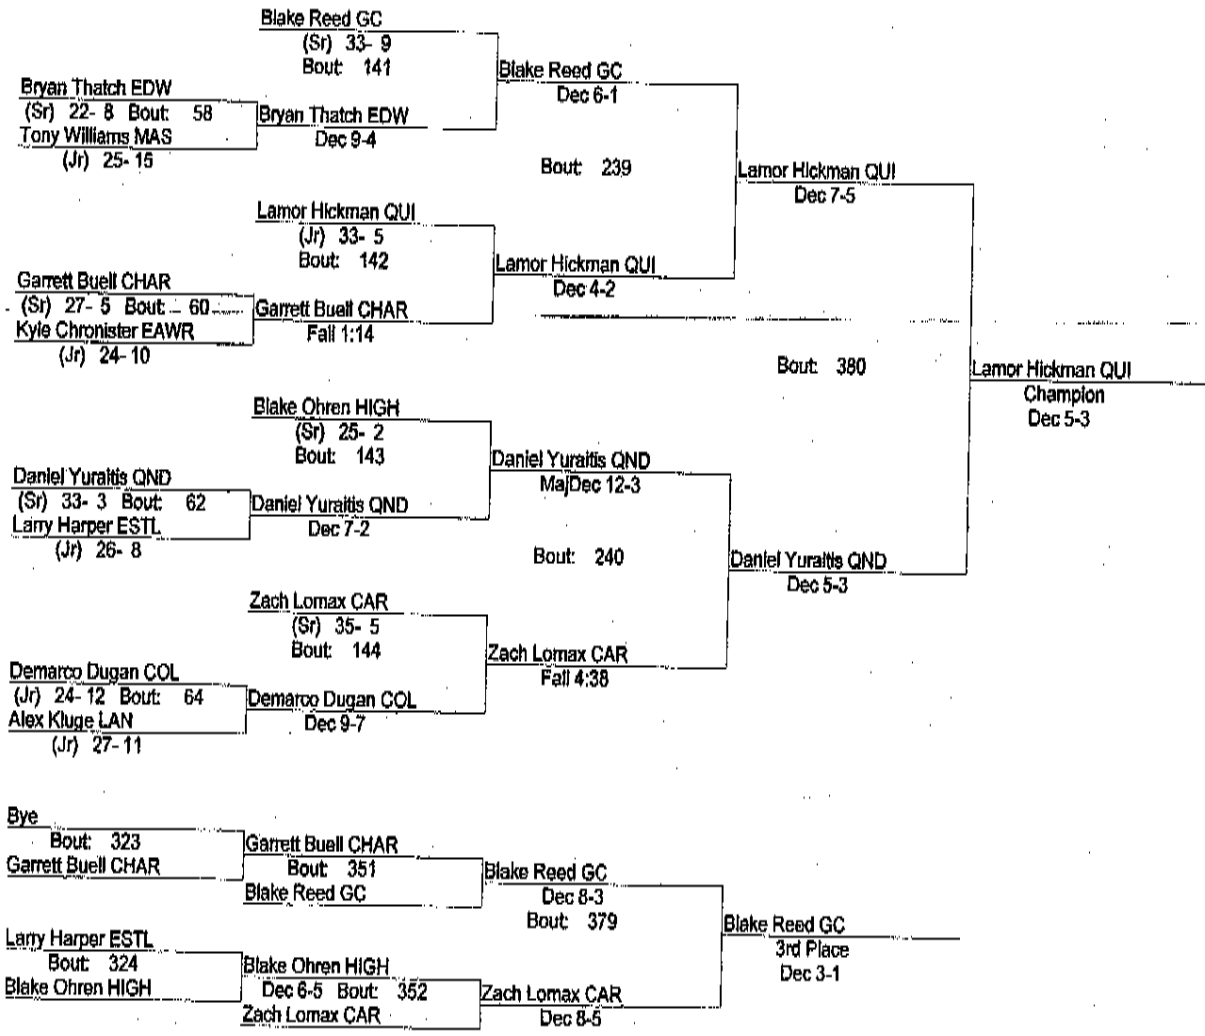 Blake Reed GC
(Sr) 33- 9
Bout: 141
Blake Reed GC
Dec 6-1
Bryan Thatch EDW
(Sr) 22- 8 Bout: 58
Bryan Thatch EDW
Dec 9-4
Tony Williams MAS
(Jr) 25- 15
Bout: 239
Lamor Hickman QUI
Dec 7-5
Lamor Hickman QUI
(Jr) 33- 5
Bout: 142
Lamor Hickman QUI
Dec 4-2
Garrett Buell CHAR
(Sr) 27- 5 Bout: 60
Garrett Buell CHAR
Fall 1:14
Kyle Chronister EAWR
(Jr) 24- 10
Bout: 380
Lamor Hickman QUI
Champion
Dec 5-3
Blake Ohren HIGH
(Sr) 25- 2
Bout: 143
Daniel Yuraitis QND
MajDec 12-3
Daniel Yuraitis QND
(Sr) 33- 3 Bout: 62
Daniel Yuraitis QND
Dec 7-2
Larry Harper ESTL
(Jr) 26- 8
Bout: 240
Daniel Yuraitis QND
Dec 5-3
Zach Lomax CAR
(Sr) 35- 5
Bout: 144
Zach Lomax CAR
Fall 4:38
Demarco Dugan COL
(Jr) 24- 12 Bout: 64
Demarco Dugan COL
Dec 9-7
Alex Kluge LAN
(Jr) 27- 11
Bye
Bout: 323
Garrett Buell CHAR
Garrett Buell CHAR
Bout: 351
Blake Reed GC
Blake Reed GC
Dec 8-3
Bout: 379
Blake Reed GC
3rd Place
Dec 3-1
Larry Harper ESTL
Bout: 324
Blake Ohren HIGH
Blake Ohren HIGH
Dec 6-5 Bout: 352
Zach Lomax CAR
Zach Lomax CAR
Dec 8-5